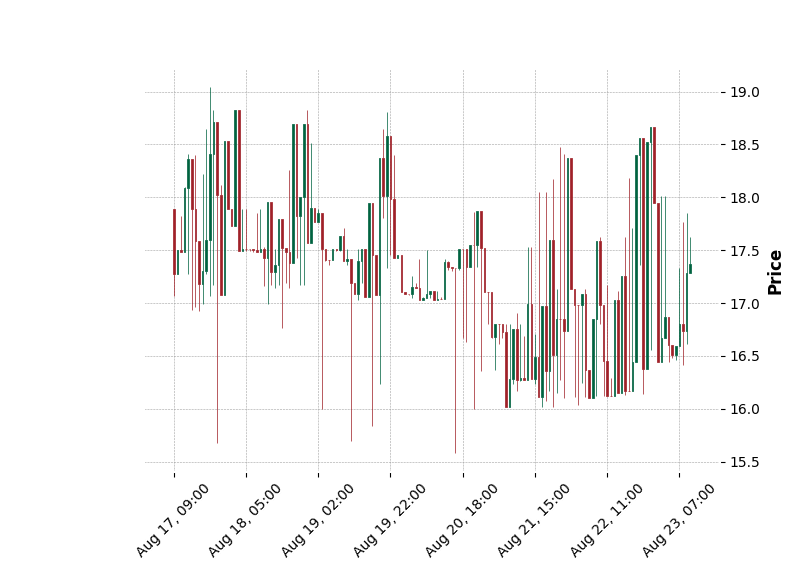 19.0
18.5
18.0
17.5
17.0
16.5
16.0
15.5
Price
Aug 17, 09:00
Aug 18, 05:00
Aug 19, 02:00
Aug 19, 22:00
Aug 20, 18:00
Aug 21, 15:00
Aug 22, 11:00
Aug 23, 07:00